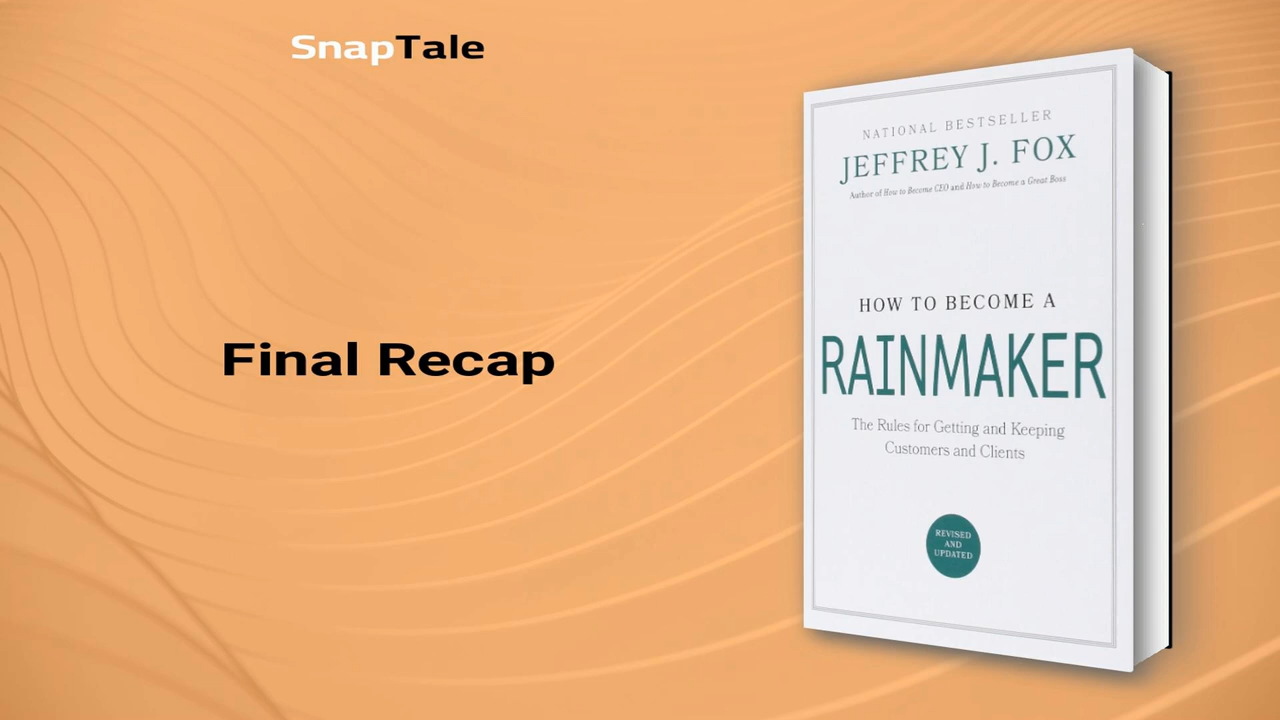 SnapTale
Final Recap
NATIONAL BESTSELLER
JEFFREY J. FOX
Author of How to Become CEO and How to Become a Great Boss
HOW TO BECOME A
RAINMAKER
The Rules for Getting and Keeping
Customers and Clients
REVISED
AND
UPDATED